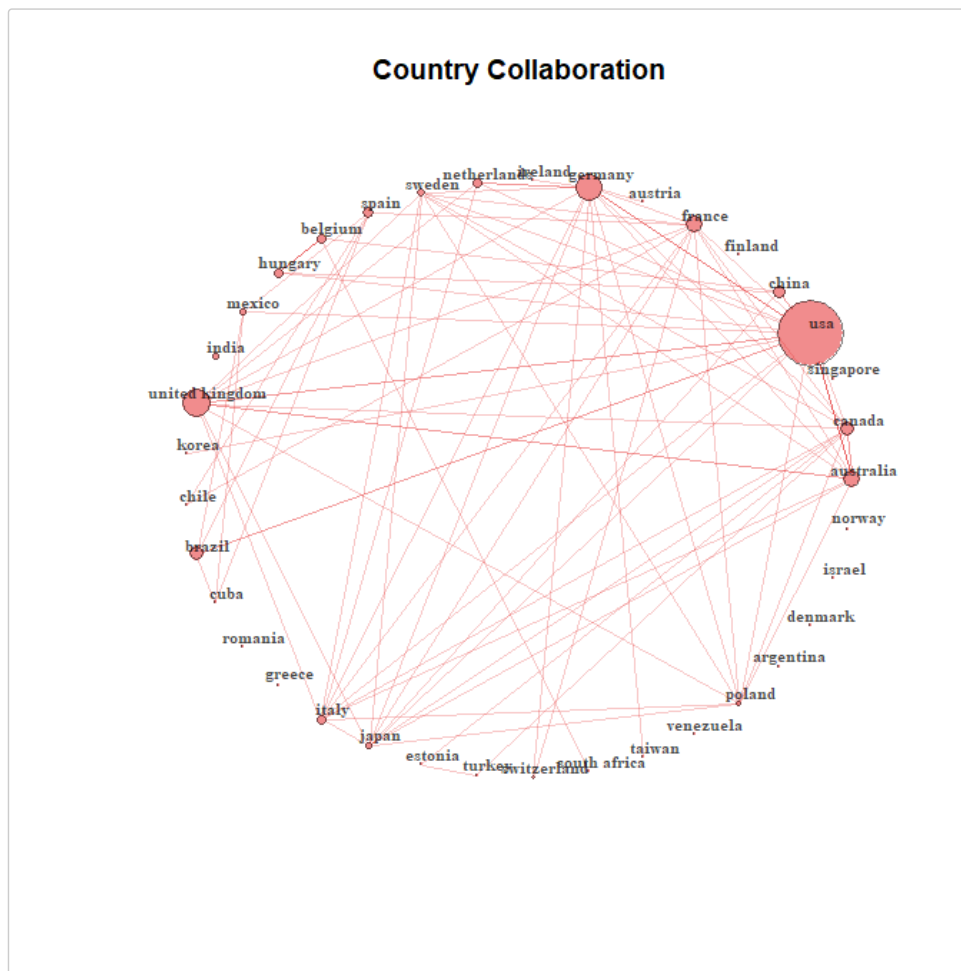 Country Collaboration
ireland
netherlands
germany
sweden
austria
spain
france
belgium
finland
hungary
china
mexico
usa
india
singapore
united kingdom
canada
korea
australia
chile
norway
brazil
israel
cuba
denmark
romania
argentina
greece
poland
italy
venezuela
japan
taiwan
estonia
south africa
turkey
switzerland